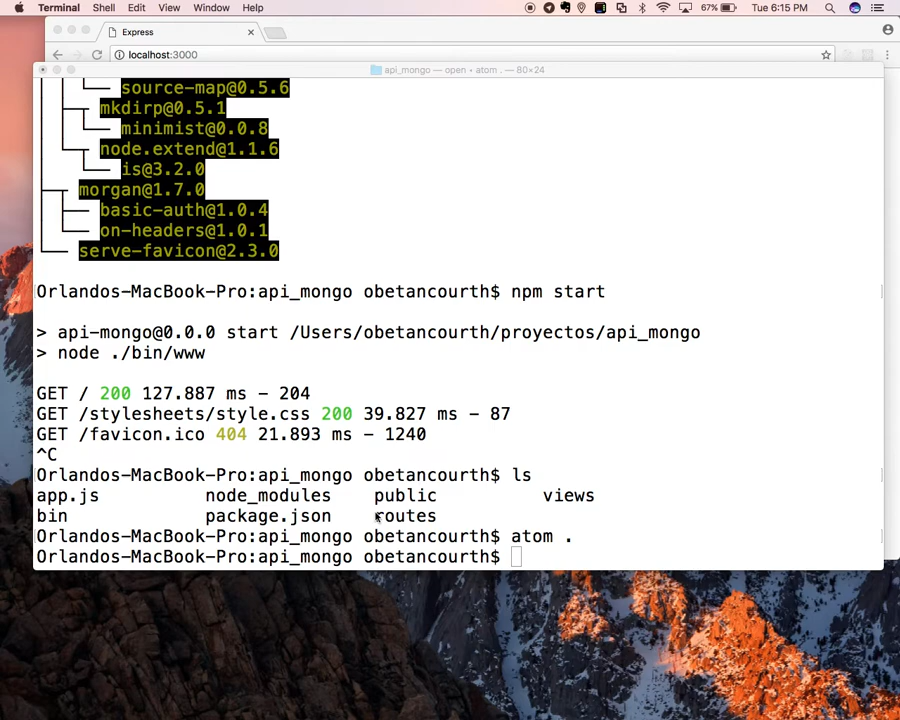 Terminal Shell Edit View Window Help 67% Tue 6:15 PM
Express
localhost:3000
api_mongo — open • atom . — 80×24
source-map@0.5.6
mkdirp@0.5.1
minimist@0.0.8
node.extend@1.1.6
is@3.2.0
morgan@1.7.0
basic-auth@1.0.4
on-headers@1.0.1
serve-favicon@2.3.0
Orlandos-MacBook-Pro:api_mongo obetancourth$ npm start
> api-mongo@0.0.0 start /Users/obetancourth/proyectos/api_mongo
> node ./bin/www
GET / 200 127.887 ms - 204
GET /stylesheets/style.css 200 39.827 ms - 87
GET /favicon.ico 404 21.893 ms - 1240
^C
Orlandos-MacBook-Pro:api_mongo obetancourth$ ls
app.js node_modules public views
bin package.json routes
Orlandos-MacBook-Pro:api_mongo obetancourth$ atom .
Orlandos-MacBook-Pro:api_mongo obetancourth$